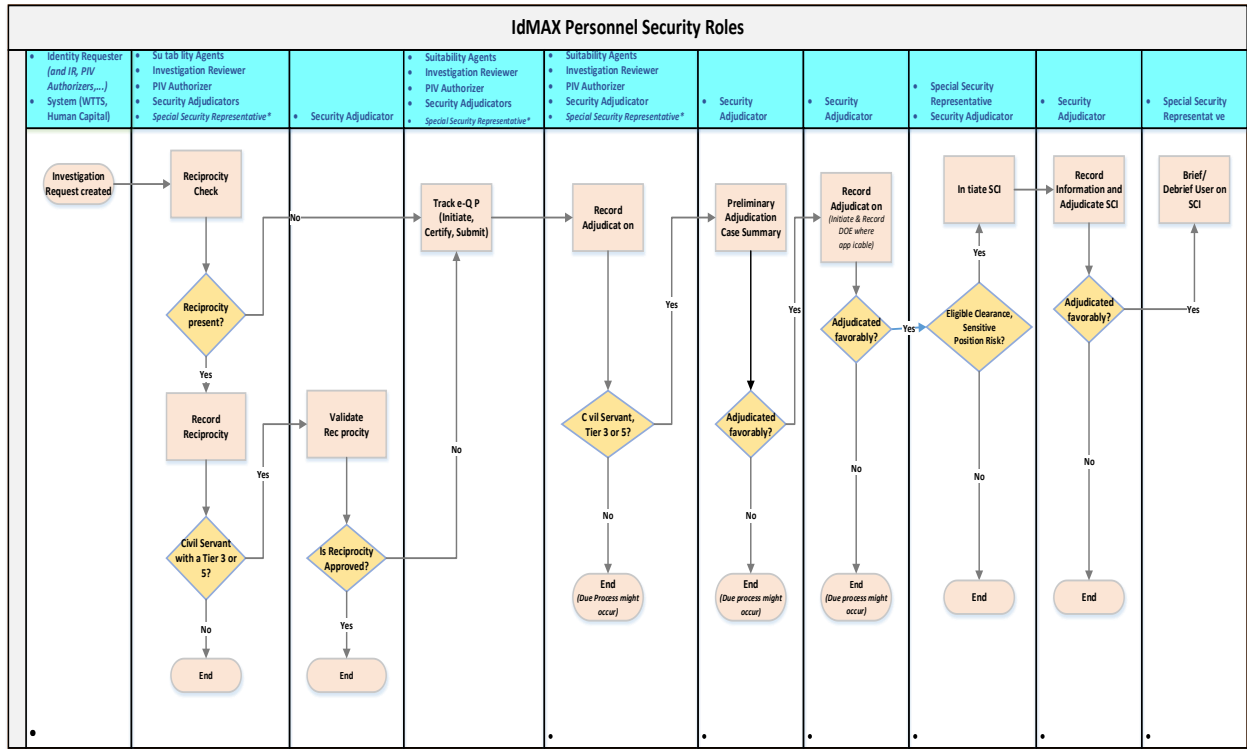 IdMAX Personnel Security Roles
• Identity Requester
(and IR, PIV
Authorizers,...)
• System (WTTS,
Human Capital)
• Su tab lity Agents
• Investigation Reviewer
• PIV Authorizer
• Security Adjudicators
• Special Security Representative*
• Security Adjudicator
• Suitability Agents
• Investigation Reviewer
• PIV Authorizer
• Security Adjudicators
• Special Security Representative*
• Suitability Agents
• Investigation Reviewer
• PIV Authorizer
• Security Adjudicator
• Special Security Representative*
• Security
Adjudicator
• Security
Adjudicator
• Special Security
Representative
• Security Adjudicator
• Security
Adjudicator
• Special Security
Representat ve
Investigation
Request created
Reciprocity
Check
No
Reciprocity
present?
Yes
Record
Reciprocity
Yes
Civil Servant
with a Tier 3 or
5?
No
End
Validate
Rec procity
Is Reciprocity
Approved?
Yes
End
No
Track e-Q P
(Initiate,
Certify, Submit)
Record
Adjudicat on
C vil Servant,
Tier 3 or 5?
Yes
No
End
(Due Process might
occur)
Preliminary
Adjudication
Case Summary
Adjudicated
favorably?
Yes
No
End
(Due process might
occur)
Record
Adjudicat on
(Initiate & Record
DOE where
app icable)
Adjudicated
favorably?
Yes
No
End
(Due process might
occur)
In tiate SCI
Yes
Eligible Clearance,
Sensitive
Position Risk?
No
End
Record
Information and
Adjudicate SCI
Adjudicated
favorably?
Yes
No
End
Brief/
Debrief User on
SCI